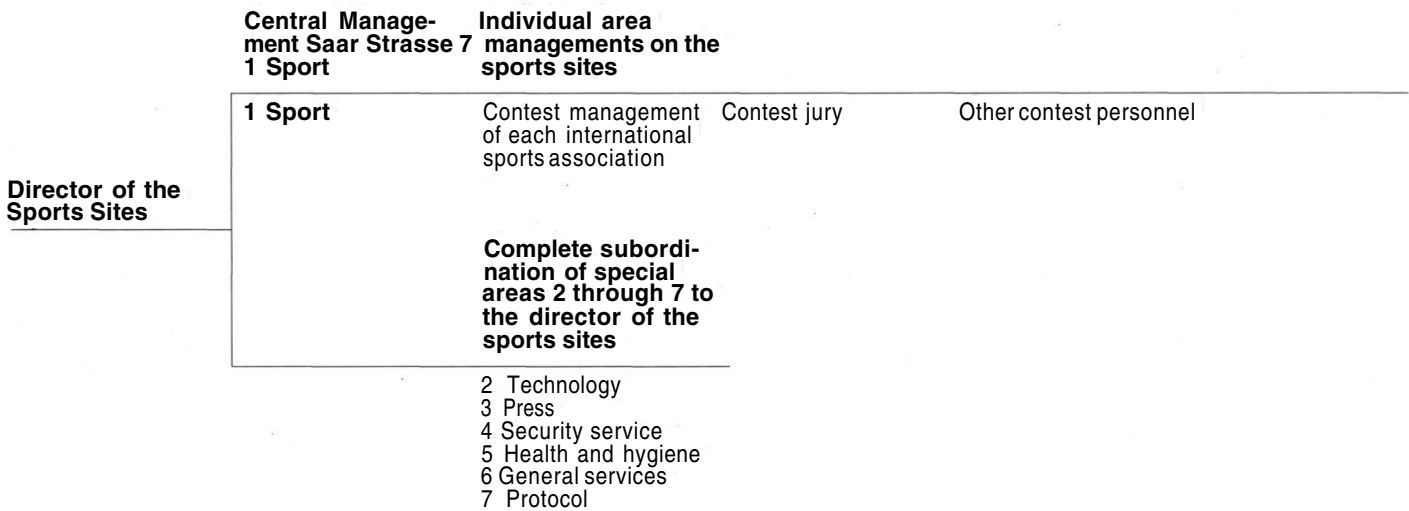 Central Manage-
ment Saar Strasse 7
1 Sport
Individual area
managements on the
sports sites
1 Sport
Contest management
of each international
sports association
Contest jury
Other contest personnel
Director of the
Sports Sites
Complete subordi-
nation of special
areas 2 through 7 to
the director of the
sports sites
2 Technology
3 Press
4 Security service
5 Health and hygiene
6 General services
7 Protocol